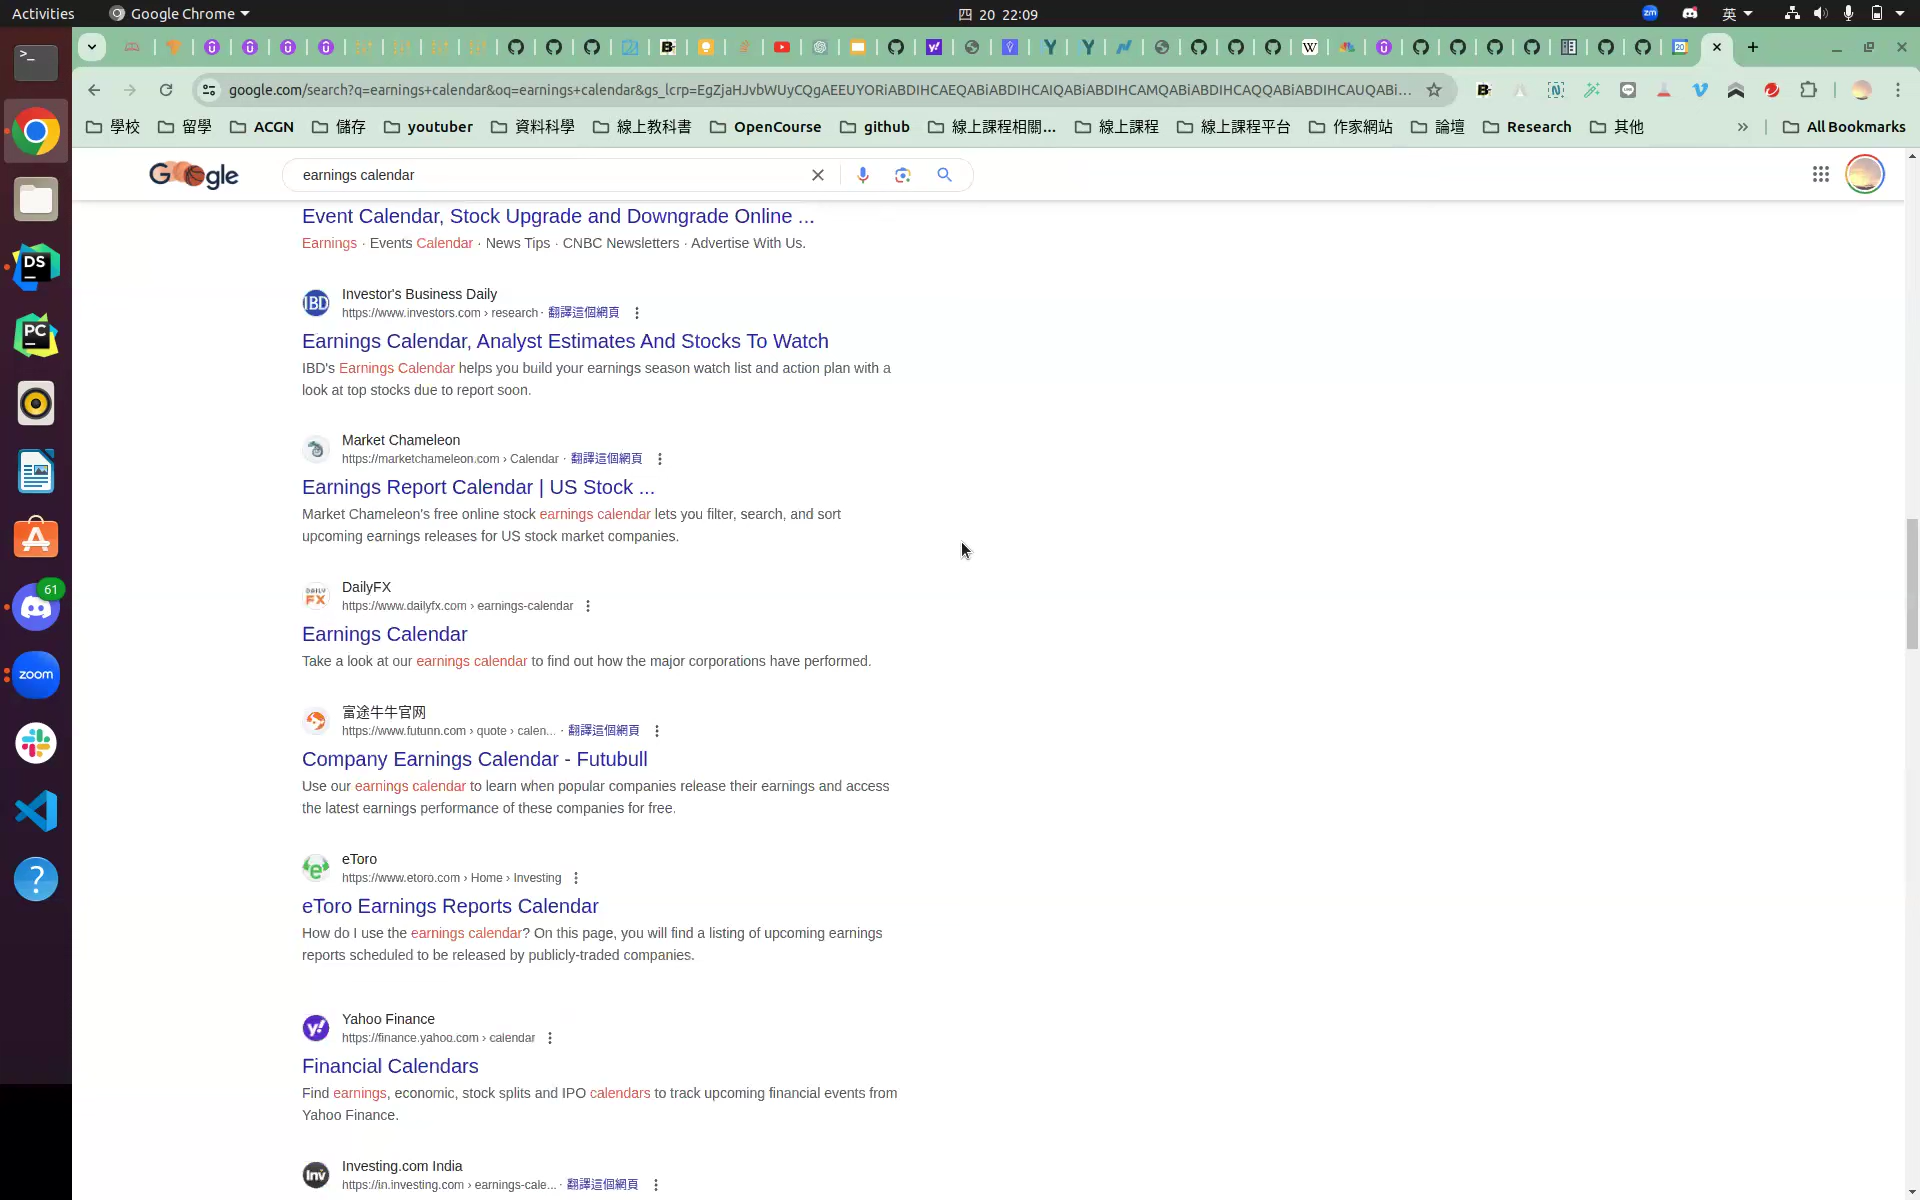 Activities
Google Chrome
四 20 22:09
英
google.com/search?q=earnings+calendar&oq=earnings+calendar&gs_lcrp=EgZjaHJvbWUyCQgAEEUYORiABDIHCAEQABiABDIHCAIQABiABDIHCAMQABiABDIHCAQQABiABDIHCAUQABi...
學校
留學
ACGN
儲存
youtuber
資料科學
線上教科書
OpenCourse
github
線上課程相關...
線上課程
線上課程平台
作家網站
論壇
Research
其他
»
All Bookmarks
earnings calendar
Event Calendar, Stock Upgrade and Downgrade Online ...
Earnings · Events Calendar · News Tips · CNBC Newsletters · Advertise With Us.
IBD
Investor's Business Daily
https://www.investors.com › research · 翻譯這個網頁
Earnings Calendar, Analyst Estimates And Stocks To Watch
IBD's Earnings Calendar helps you build your earnings season watch list and action plan with a
look at top stocks due to report soon.
Market Chameleon
https://marketchameleon.com › Calendar · 翻譯這個網頁
Earnings Report Calendar | US Stock ...
Market Chameleon's free online stock earnings calendar lets you filter, search, and sort
upcoming earnings releases for US stock market companies.
DAILY
FX
DailyFX
https://www.dailyfx.com › earnings-calendar
Earnings Calendar
Take a look at our earnings calendar to find out how the major corporations have performed.
富途牛牛官网
https://www.futunn.com › quote › calen... · 翻譯這個網頁
Company Earnings Calendar - Futubull
Use our earnings calendar to learn when popular companies release their earnings and access
the latest earnings performance of these companies for free.
eToro
https://www.etoro.com › Home › Investing
eToro Earnings Reports Calendar
How do I use the earnings calendar? On this page, you will find a listing of upcoming earnings
reports scheduled to be released by publicly-traded companies.
y!
Yahoo Finance
https://finance.yahoo.com › calendar
Financial Calendars
Find earnings, economic, stock splits and IPO calendars to track upcoming financial events from
Yahoo Finance.
Inv
Investing.com India
https://in.investing.com › earnings-cale... · 翻譯這個網頁
DS
PC
61
zoom